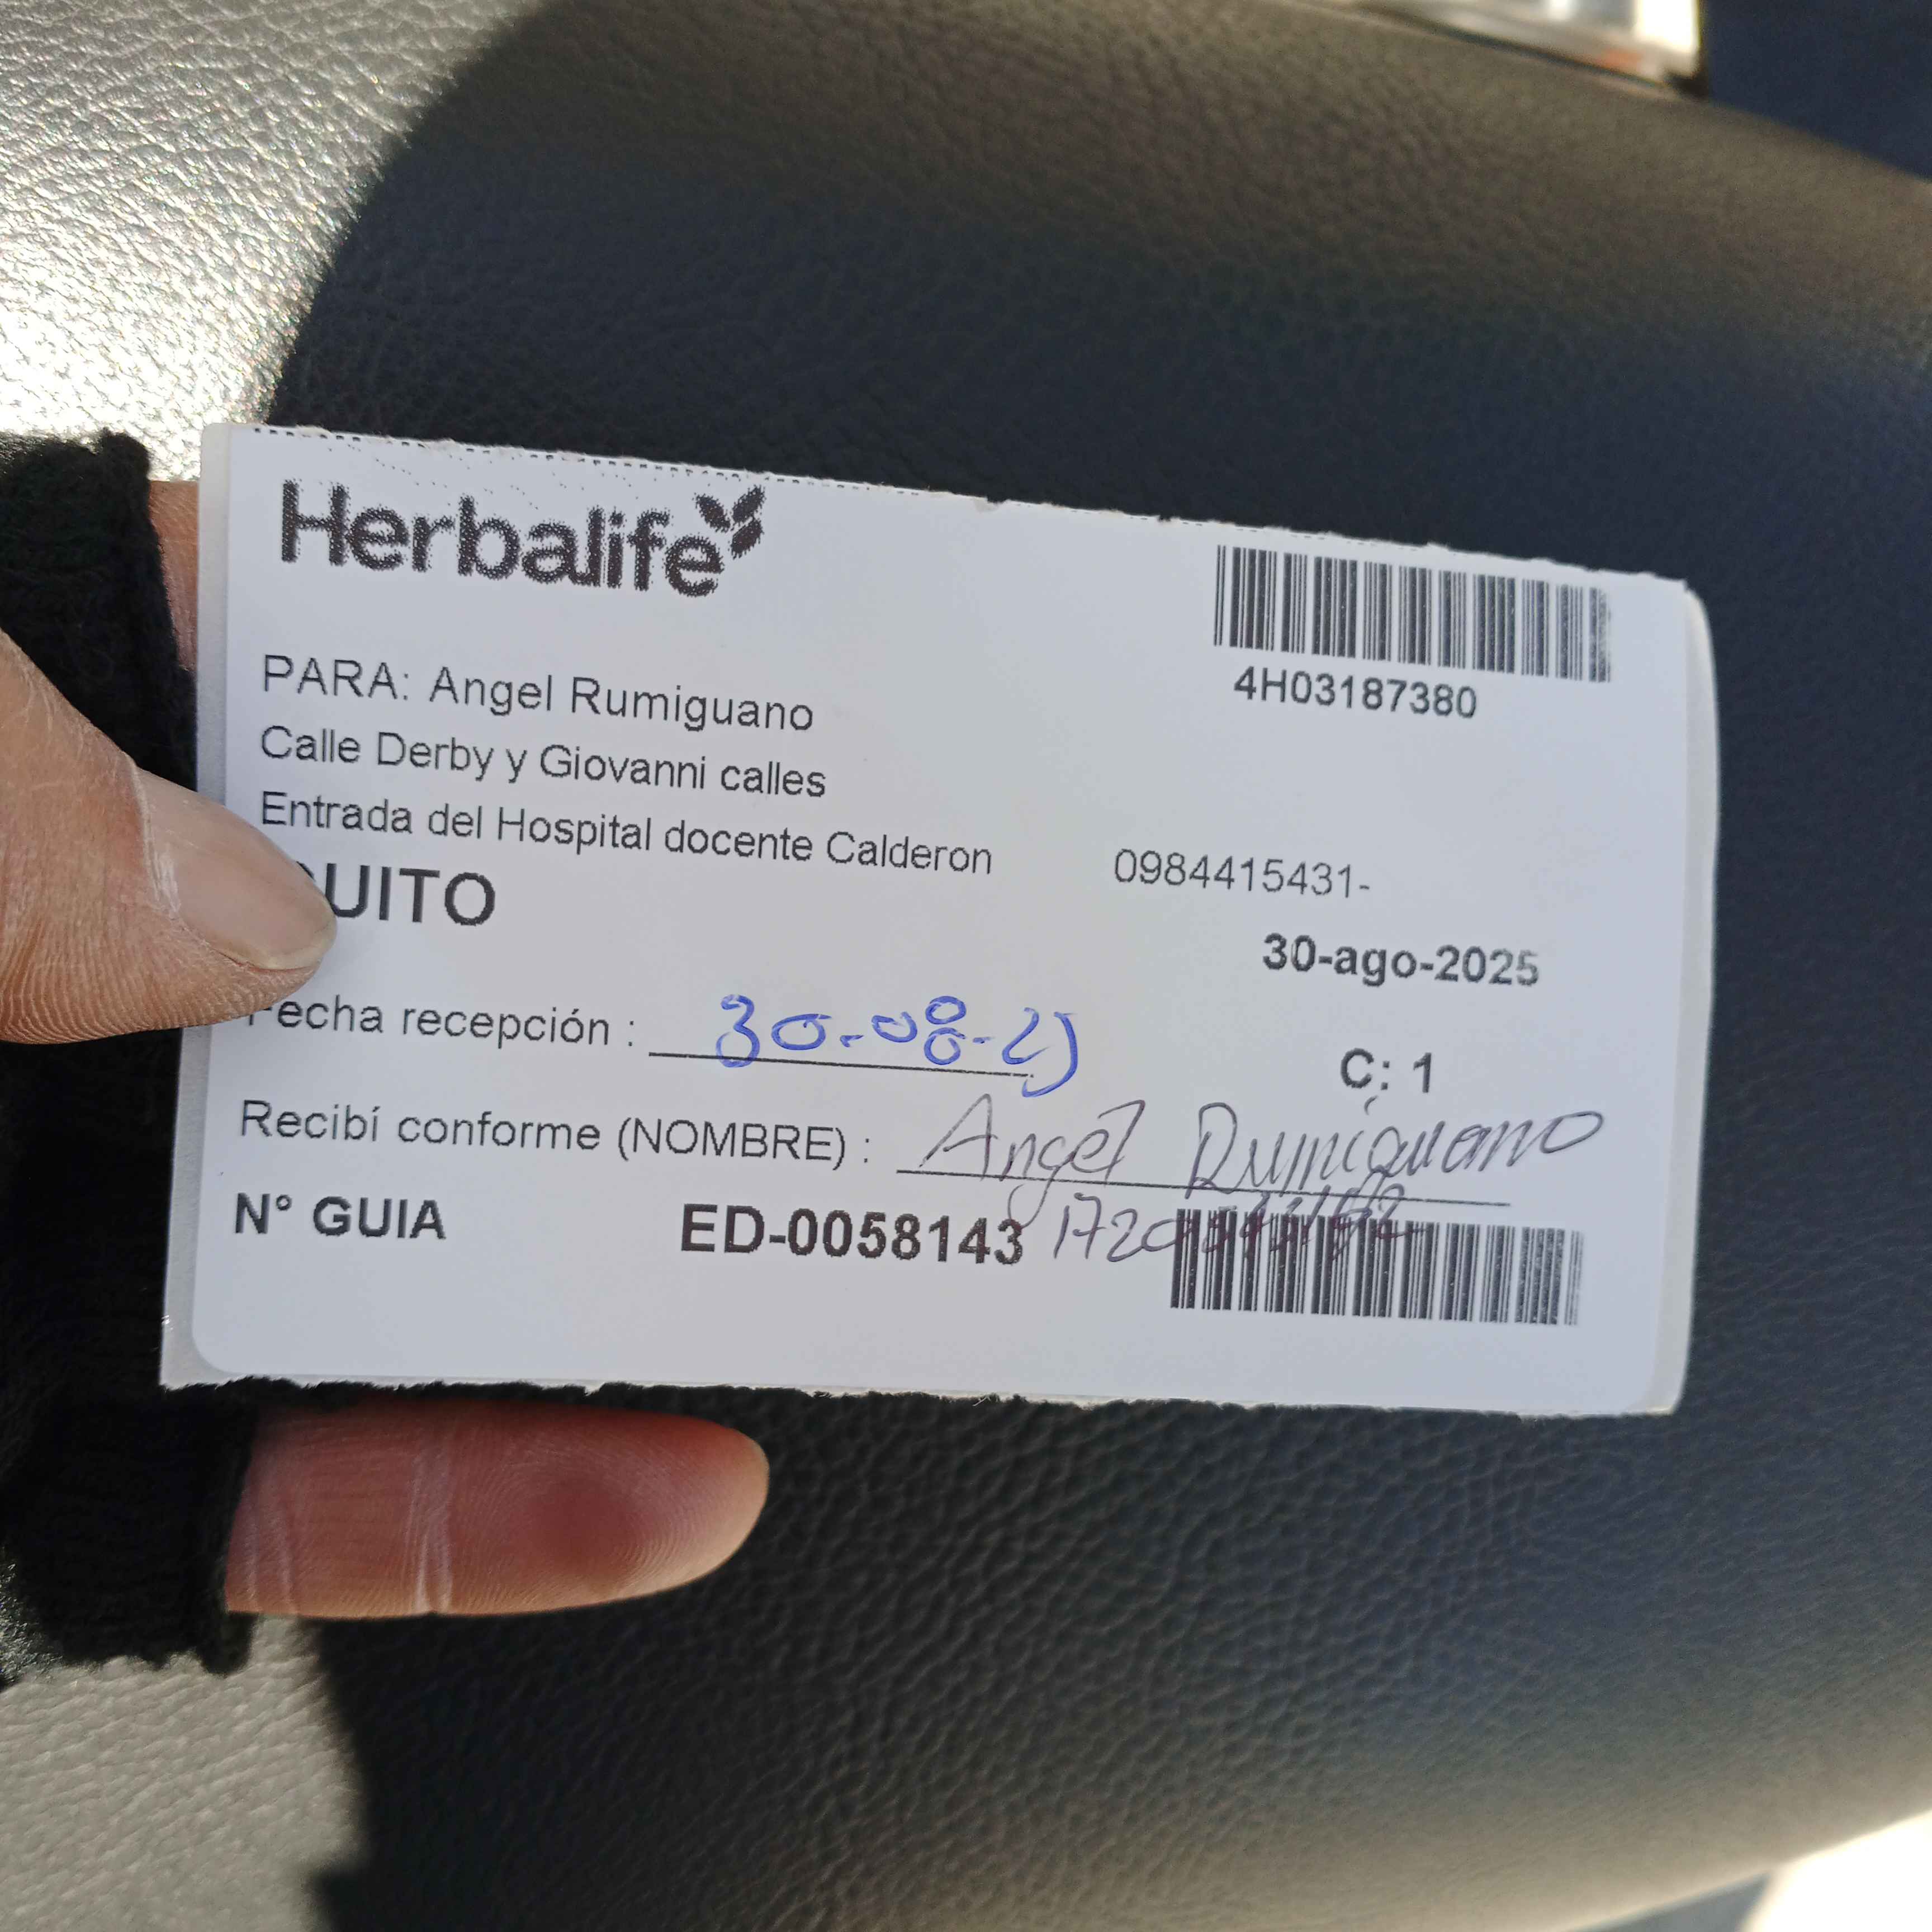 Herbalife
4H03187380
PARA: Angel Rumiguano
Calle Derby y Giovanni calles
Entrada del Hospital docente Calderon 0984415431-
UITO
30-ago-2025
Fecha recepción : 30-08-25
C: 1
Recibí conforme (NOMBRE) : Angel Rumiguano
N° GUIA ED-0058143